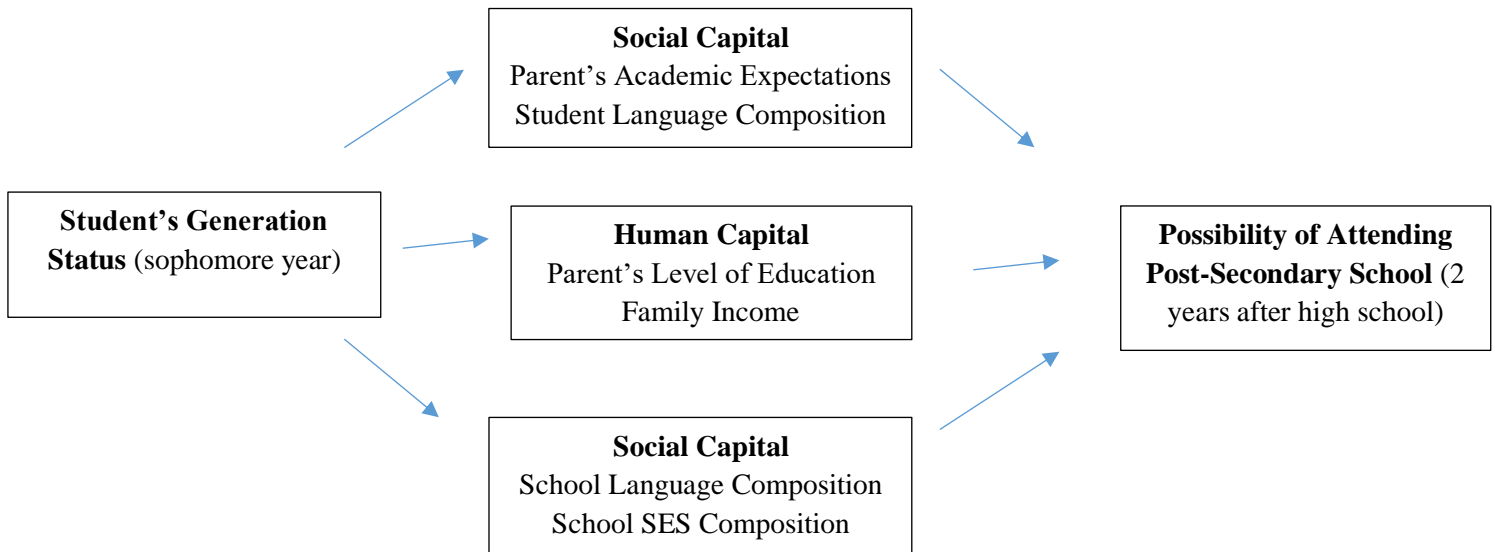 Social Capital
Parent’s Academic Expectations
Student Language Composition
Student’s Generation
Status (sophomore year)
Human Capital
Parent’s Level of Education
Family Income
Possibility of Attending
Post-Secondary School (2
years after high school)
Social Capital
School Language Composition
School SES Composition